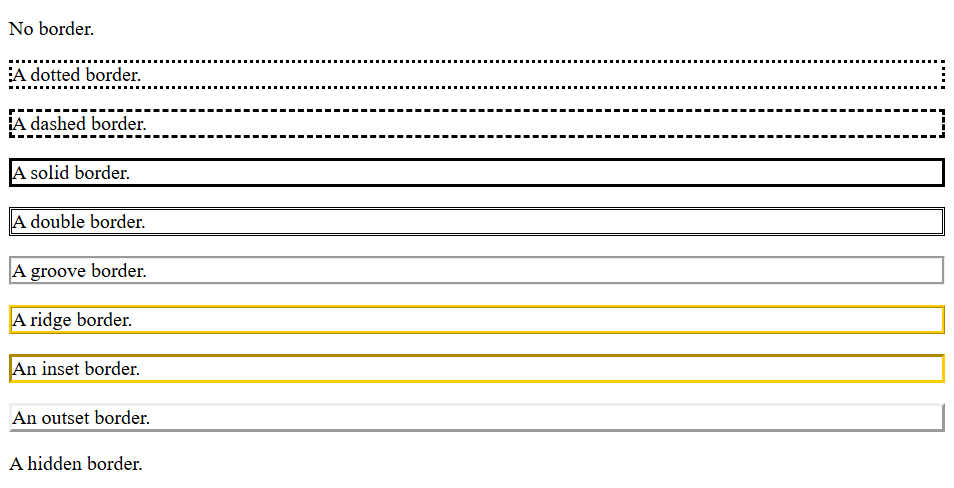 No border.
A dotted border.
A dashed border.
A solid border.
A double border.
A groove border.
A ridge border.
An inset border.
An outset border.
A hidden border.